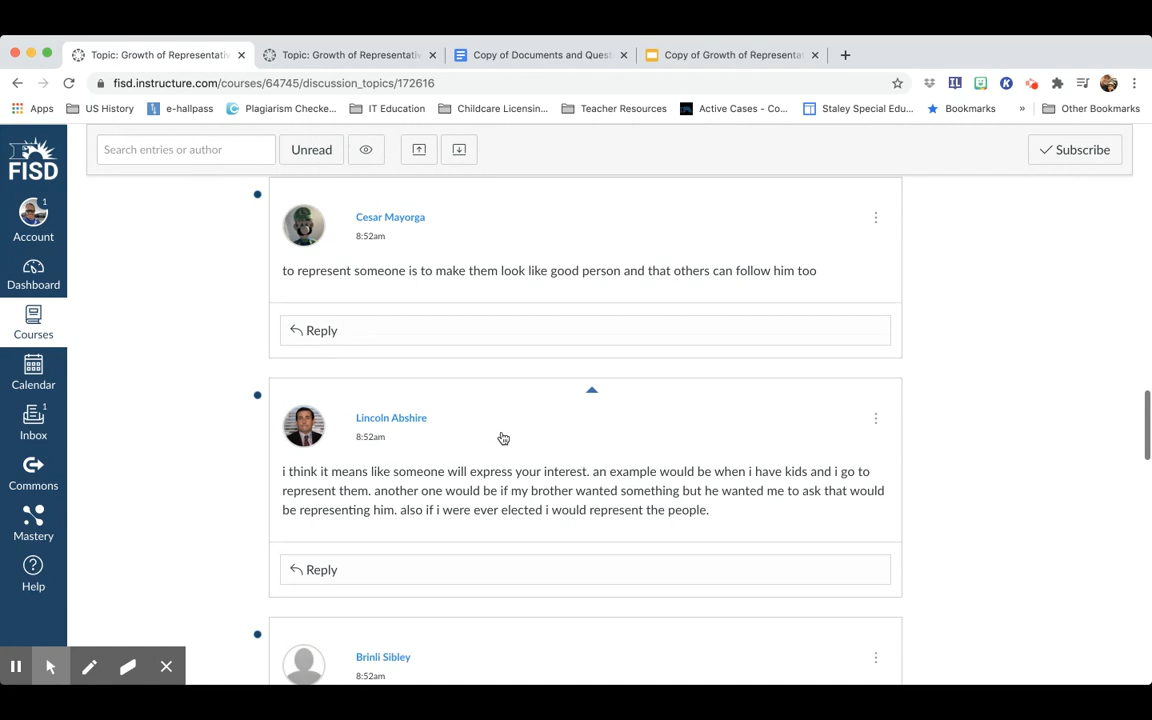 Topic: Growth of Representativ
Topic: Growth of Representativ
Copy of Documents and Quest
Copy of Growth of Representa
fisd.instructure.com/courses/64745/discussion_topics/172616
Apps
US History
e-hallpass
Plagiarism Checke...
IT Education
Childcare Licensin...
Teacher Resources
Active Cases - Co...
Staley Special Edu...
Bookmarks
»
Other Bookmarks
FISD
1
Account
Dashboard
Courses
Calendar
1
Inbox
Commons
Mastery
Help
Search entries or author
Unread
Subscribe
Cesar Mayorga
8:52am
to represent someone is to make them look like good person and that others can follow him too
Reply
Lincoln Abshire
8:52am
i think it means like someone will express your interest. an example would be when i have kids and i go to
represent them. another one would be if my brother wanted something but he wanted me to ask that would
be representing him. also if i were ever elected i would represent the people.
Reply
Brinli Sibley
8:52am